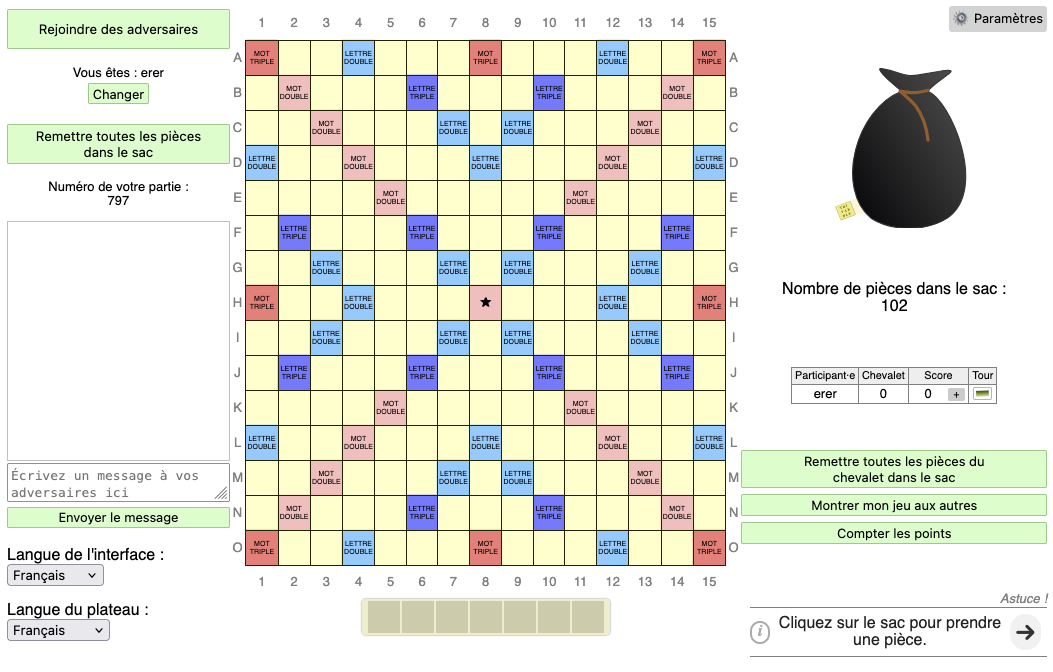 Rejoindre des adversaires
Vous êtes : erer
Changer
Remettre toutes les pièces
dans le sac
Numéro de votre partie :
797
Écrivez un message à vos
adversaires ici
Envoyer le message
Langue de l'interface :
Français
Langue du plateau :
Français
1 2 3 4 5 6 7 8 9 10 11 12 13 14 15
A MOT TRIPLE LETTRE DOUBLE MOT TRIPLE LETTRE DOUBLE MOT TRIPLE A
B MOT DOUBLE LETTRE TRIPLE LETTRE TRIPLE MOT DOUBLE B
C MOT DOUBLE LETTRE DOUBLE LETTRE DOUBLE MOT DOUBLE C
D LETTRE DOUBLE MOT DOUBLE LETTRE DOUBLE MOT DOUBLE LETTRE DOUBLE D
E MOT DOUBLE MOT DOUBLE E
F LETTRE TRIPLE LETTRE TRIPLE LETTRE TRIPLE LETTRE TRIPLE F
G LETTRE DOUBLE LETTRE DOUBLE LETTRE DOUBLE LETTRE DOUBLE G
H MOT TRIPLE LETTRE DOUBLE ★ LETTRE DOUBLE MOT TRIPLE H
I LETTRE DOUBLE LETTRE DOUBLE LETTRE DOUBLE LETTRE DOUBLE I
J LETTRE TRIPLE LETTRE TRIPLE LETTRE TRIPLE LETTRE TRIPLE J
K MOT DOUBLE MOT DOUBLE K
L LETTRE DOUBLE MOT DOUBLE LETTRE DOUBLE MOT DOUBLE LETTRE DOUBLE L
M MOT DOUBLE LETTRE DOUBLE LETTRE DOUBLE MOT DOUBLE M
N MOT DOUBLE LETTRE TRIPLE LETTRE TRIPLE MOT DOUBLE N
O MOT TRIPLE LETTRE DOUBLE MOT TRIPLE LETTRE DOUBLE MOT TRIPLE O
1 2 3 4 5 6 7 8 9 10 11 12 13 14 15
Paramètres
Nombre de pièces dans le sac :
102
Participant·e Chevalet Score Tour
erer 0 0 +
Remettre toutes les pièces du
chevalet dans le sac
Montrer mon jeu aux autres
Compter les points
Astuce !
i Cliquez sur le sac pour prendre
une pièce.